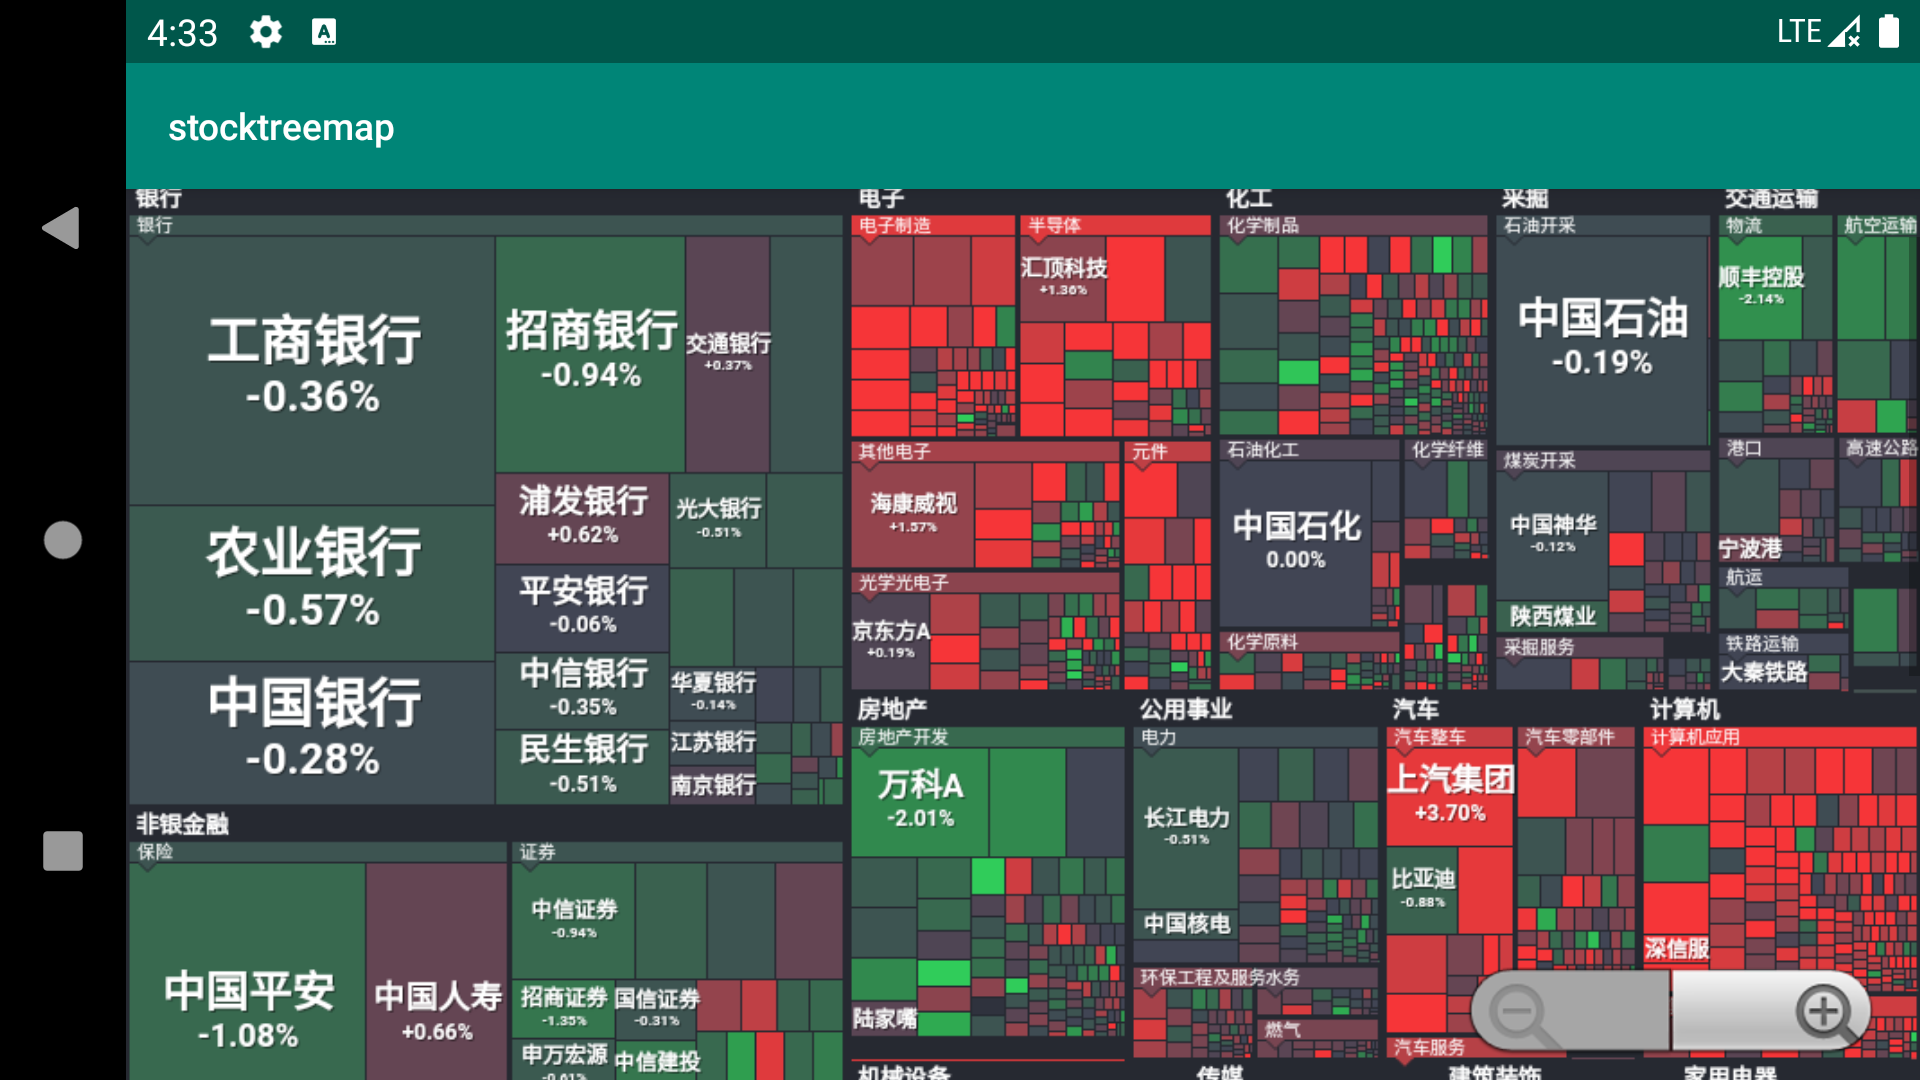 4:33
LTE
stocktreemap
银行
银行
工商银行
-0.36%
农业银行
-0.57%
中国银行
-0.28%
招商银行
-0.94%
交通银行
+0.37%
浦发银行
+0.62%
光大银行
-0.51%
平安银行
-0.06%
中信银行
-0.35%
民生银行
-0.51%
华夏银行
-0.14%
江苏银行
南京银行
非银金融
保险
中国平安
-1.08%
中国人寿
+0.66%
证券
中信证券
-0.94%
招商证券
-1.35%
国信证券
-0.31%
申万宏源
-0.61%
中信建投
电子
电子制造
半导体
汇顶科技
+1.36%
其他电子
海康威视
+1.57%
元件
光学光电子
京东方A
+0.19%
化工
化学制品
石油化工
中国石化
0.00%
化学纤维
化学原料
采掘
石油开采
中国石油
-0.19%
煤炭开采
中国神华
-0.12%
陕西煤业
采掘服务
交通运输
物流
顺丰控股
-2.14%
航空运输
港口
宁波港
高速公路
航运
铁路运输
大秦铁路
房地产
房地产开发
万科A
-2.01%
陆家嘴
公用事业
电力
长江电力
-0.51%
中国核电
环保工程及服务
水务
燃气
汽车
汽车整车
上汽集团
+3.70%
比亚迪
-0.88%
汽车零部件
汽车服务
计算机
计算机应用
深信服
机械设备
传媒
建筑装饰
家用电器